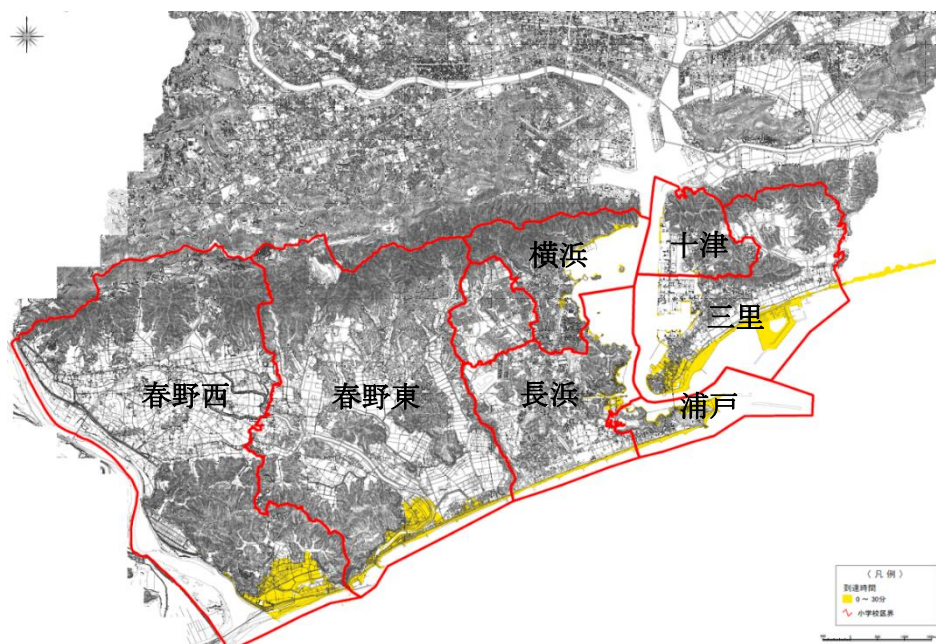 横浜
十津
三里
春野西
春野東
長浜
浦戸
〈 凡 例 〉
到達時間
0 ～ 30分
小学校区界